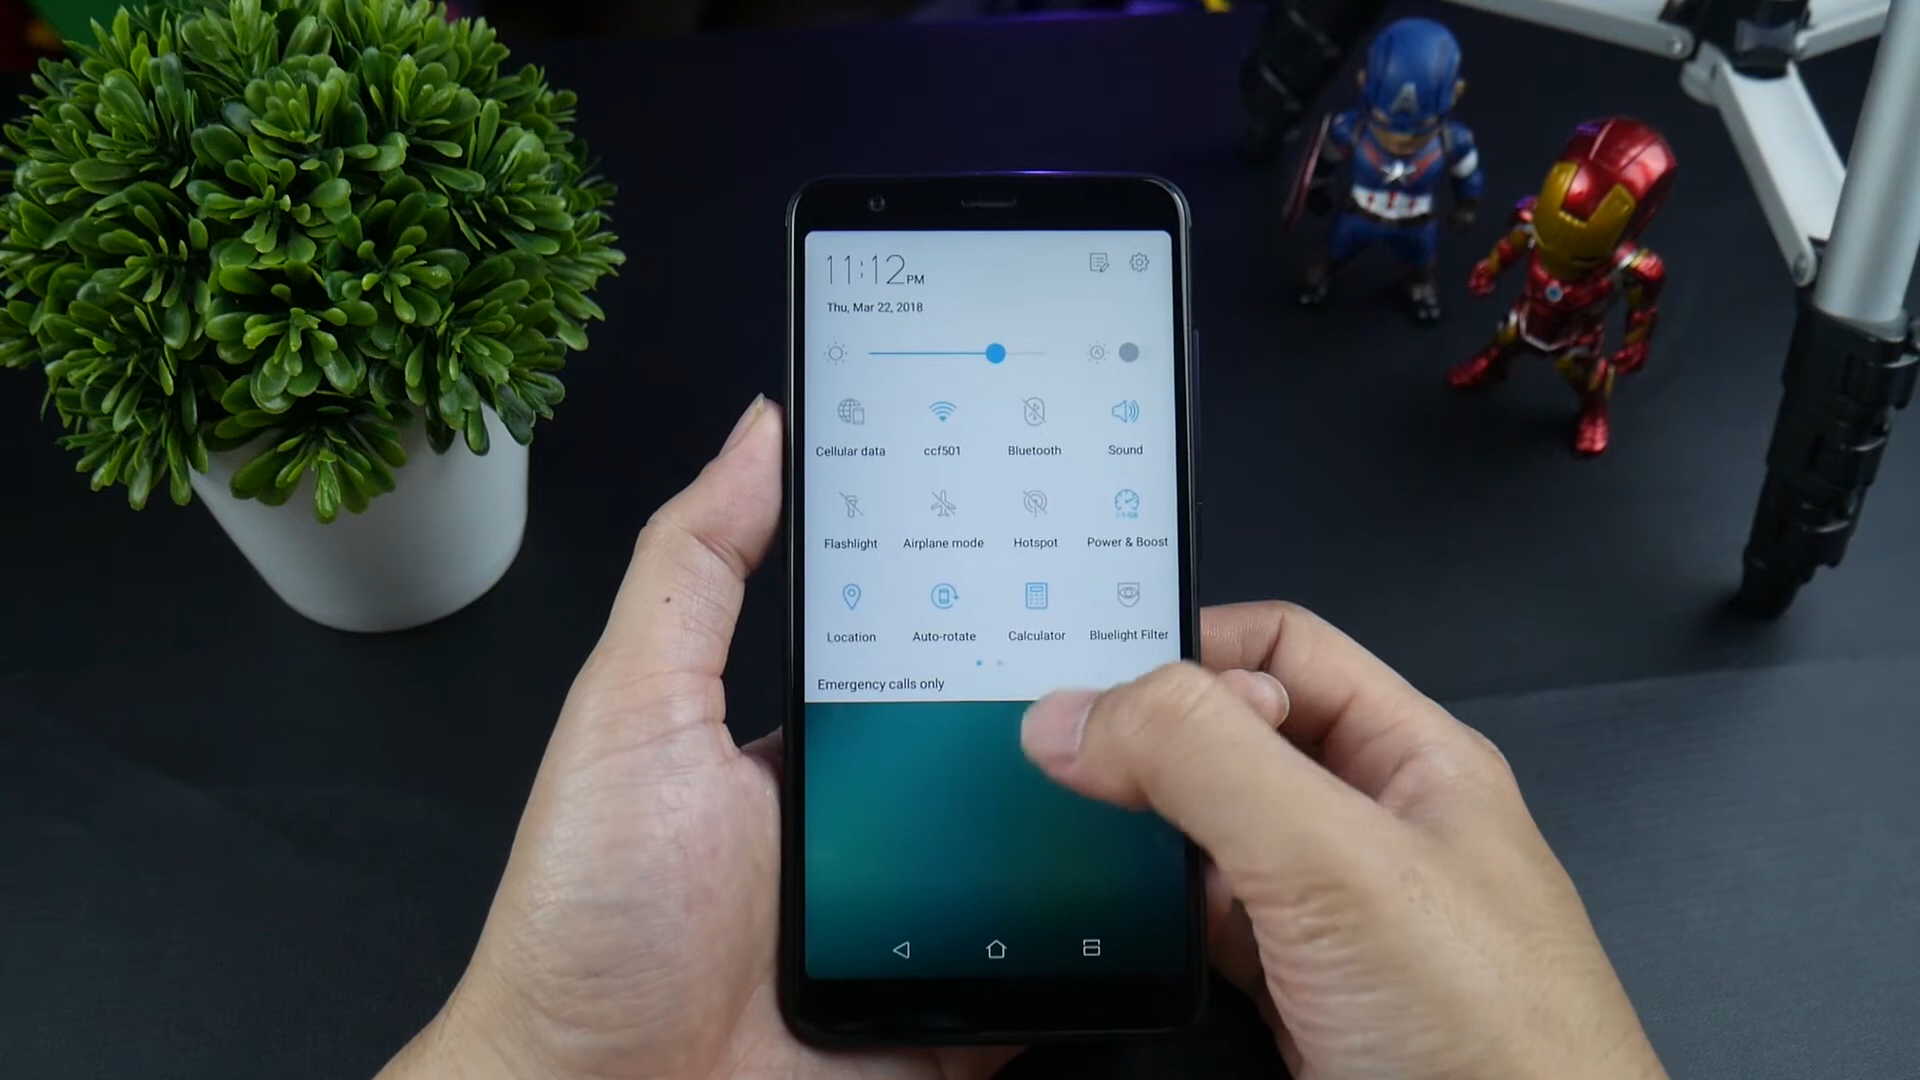 11:12PM
Thu, Mar 22, 2018
Cellular data
ccf501
Bluetooth
Sound
Flashlight
Airplane mode
Hotspot
Power & Boost
Location
Auto-rotate
Calculator
Bluelight Filter
Emergency calls only
A